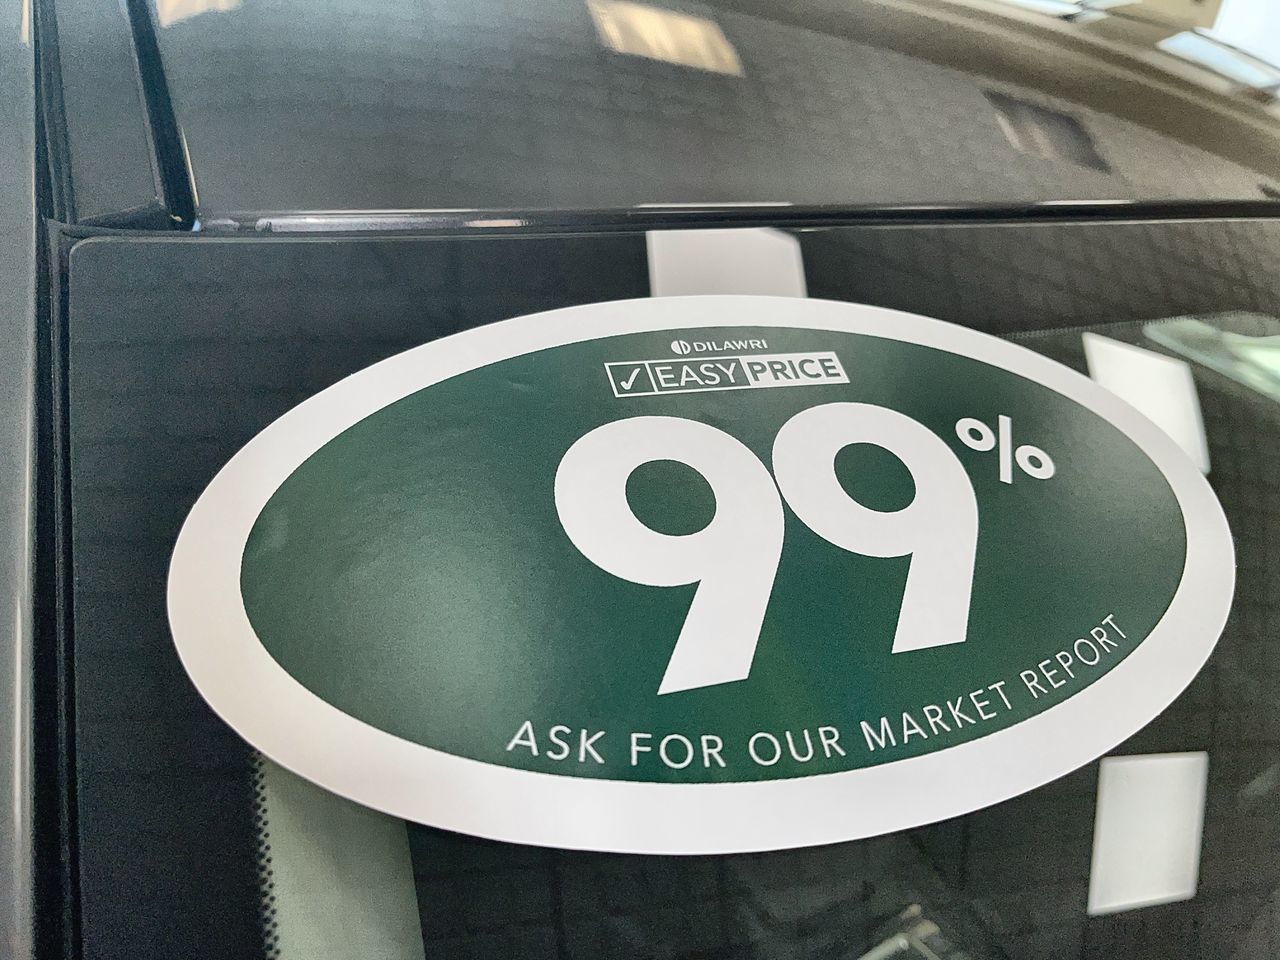 DILAWRI
✓ EASY PRICE
99%
ASK FOR OUR MARKET REPORT